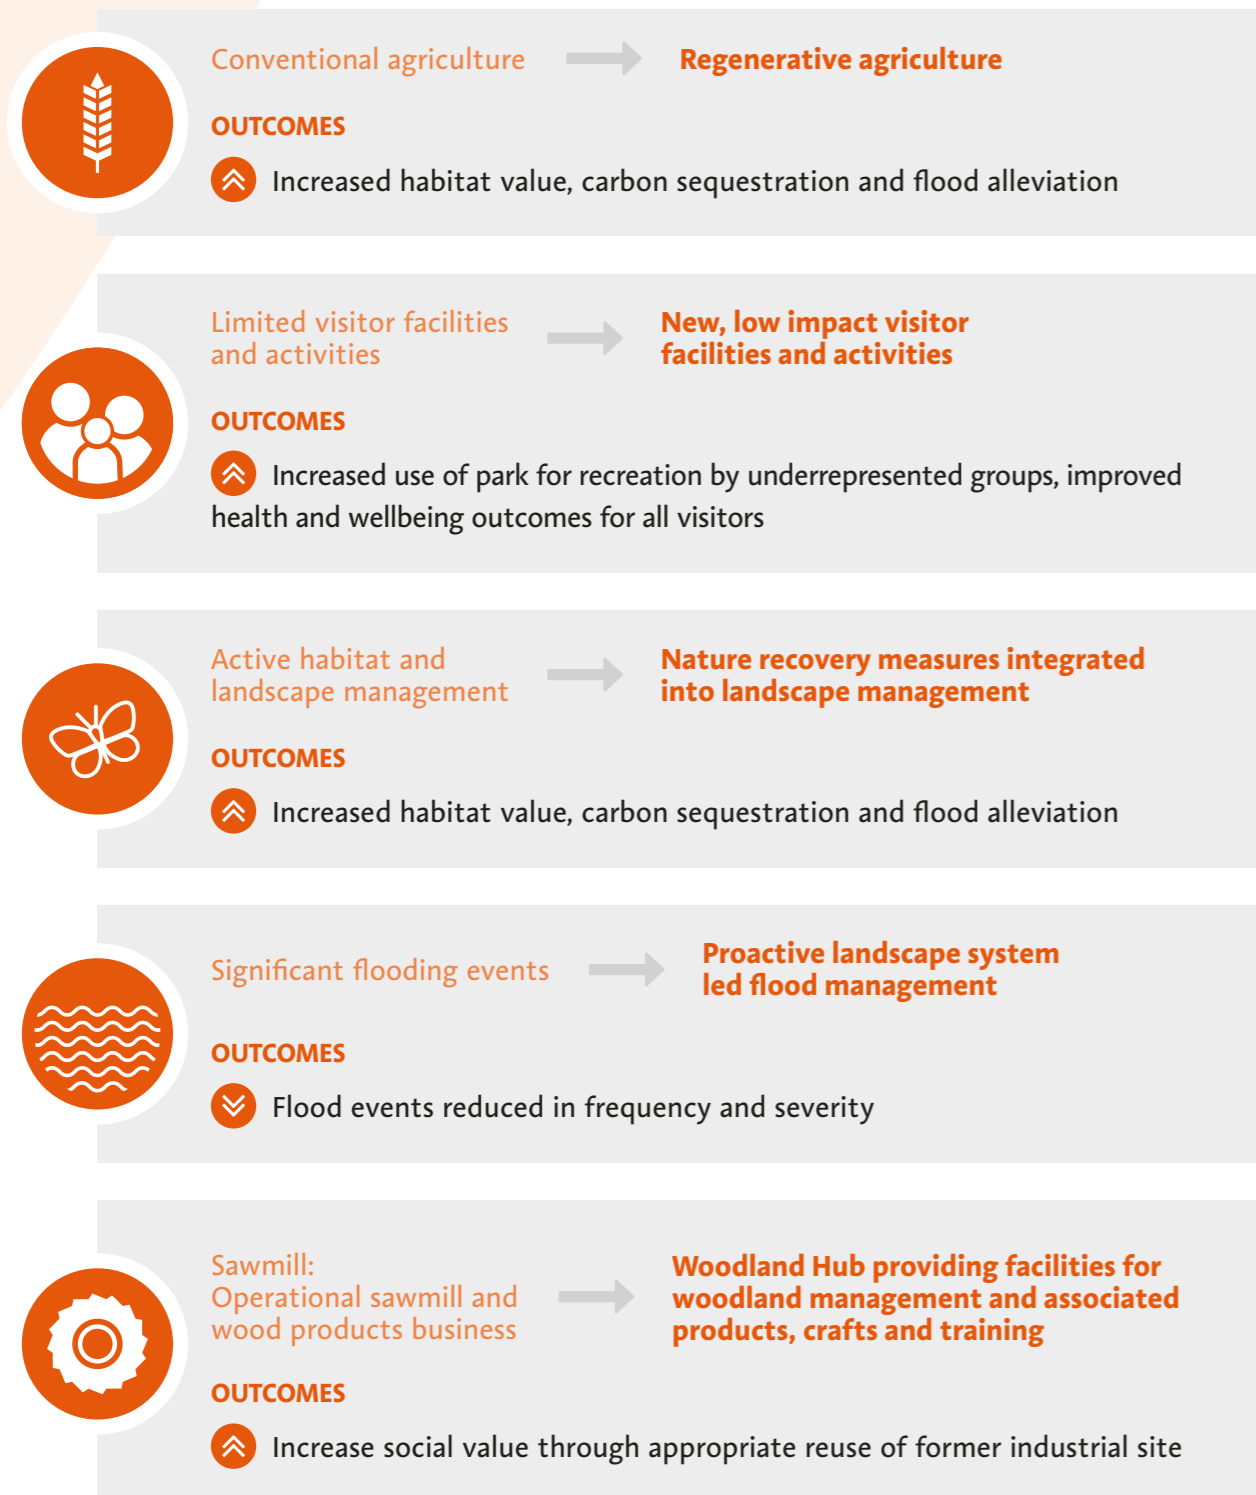 Conventional agriculture
Regenerative agriculture
OUTCOMES
Increased habitat value, carbon sequestration and flood alleviation
Limited visitor facilities
and activities
New, low impact visitor
facilities and activities
OUTCOMES
Increased use of park for recreation by underrepresented groups, improved
health and wellbeing outcomes for all visitors
Active habitat and
landscape management
Nature recovery measures integrated
into landscape management
OUTCOMES
Increased habitat value, carbon sequestration and flood alleviation
Significant flooding events
Proactive landscape system
led flood management
OUTCOMES
Flood events reduced in frequency and severity
Sawmill:
Operational sawmill and
wood products business
Woodland Hub providing facilities for
woodland management and associated
products, crafts and training
OUTCOMES
Increase social value through appropriate reuse of former industrial site